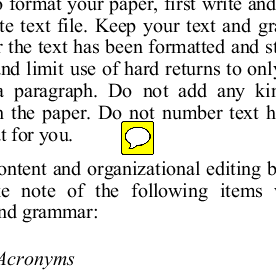 format your paper, first write and
te text file. Keep your text and gr
the text has been formatted and st
nd limit use of hard returns to onl
a paragraph. Do not add any kin
the paper. Do not number text h
t for you.
ontent and organizational editing b
note of the following items
nd grammar:
Acronyms